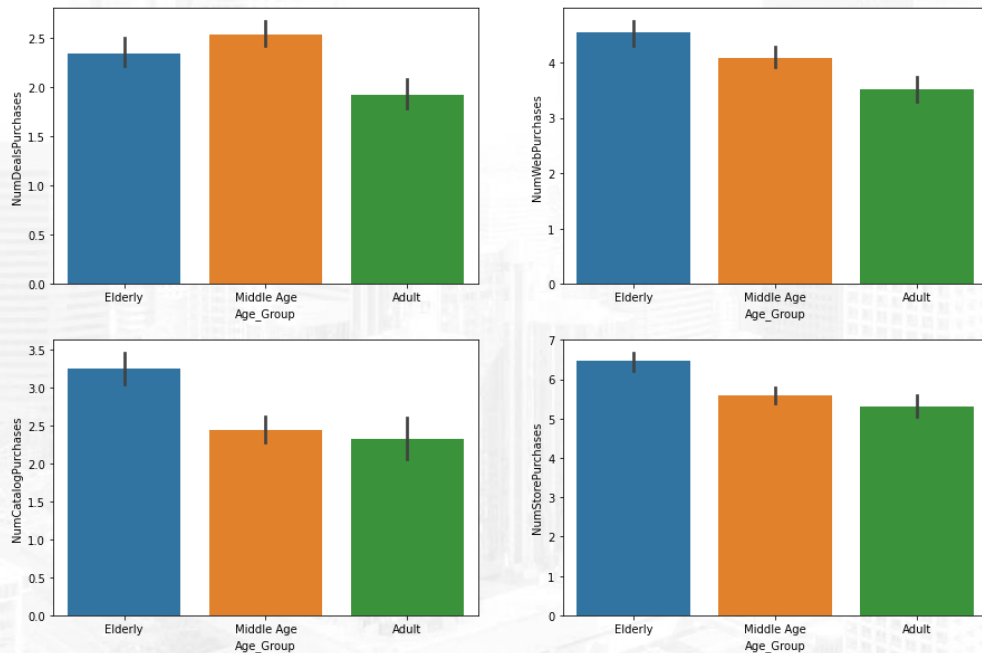 NumDealsPurchases
2.5
2.0
1.5
1.0
0.5
0.0
Elderly Middle Age Adult
Age_Group
NumWebPurchases
4
3
2
1
0
Elderly Middle Age Adult
Age_Group
NumCatalogPurchases
3.5
3.0
2.5
2.0
1.5
1.0
0.5
0.0
Elderly Middle Age Adult
Age_Group
NumStorePurchases
7
6
5
4
3
2
1
0
Elderly Middle Age Adult
Age_Group